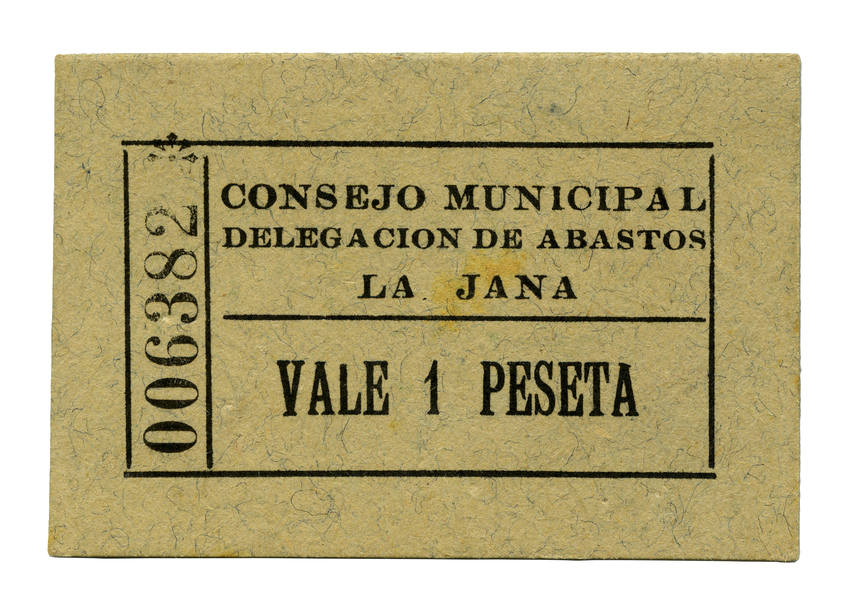 006382
CONSEJO MUNICIPAL
DELEGACION DE ABASTOS
LA JANA
VALE 1 PESETA